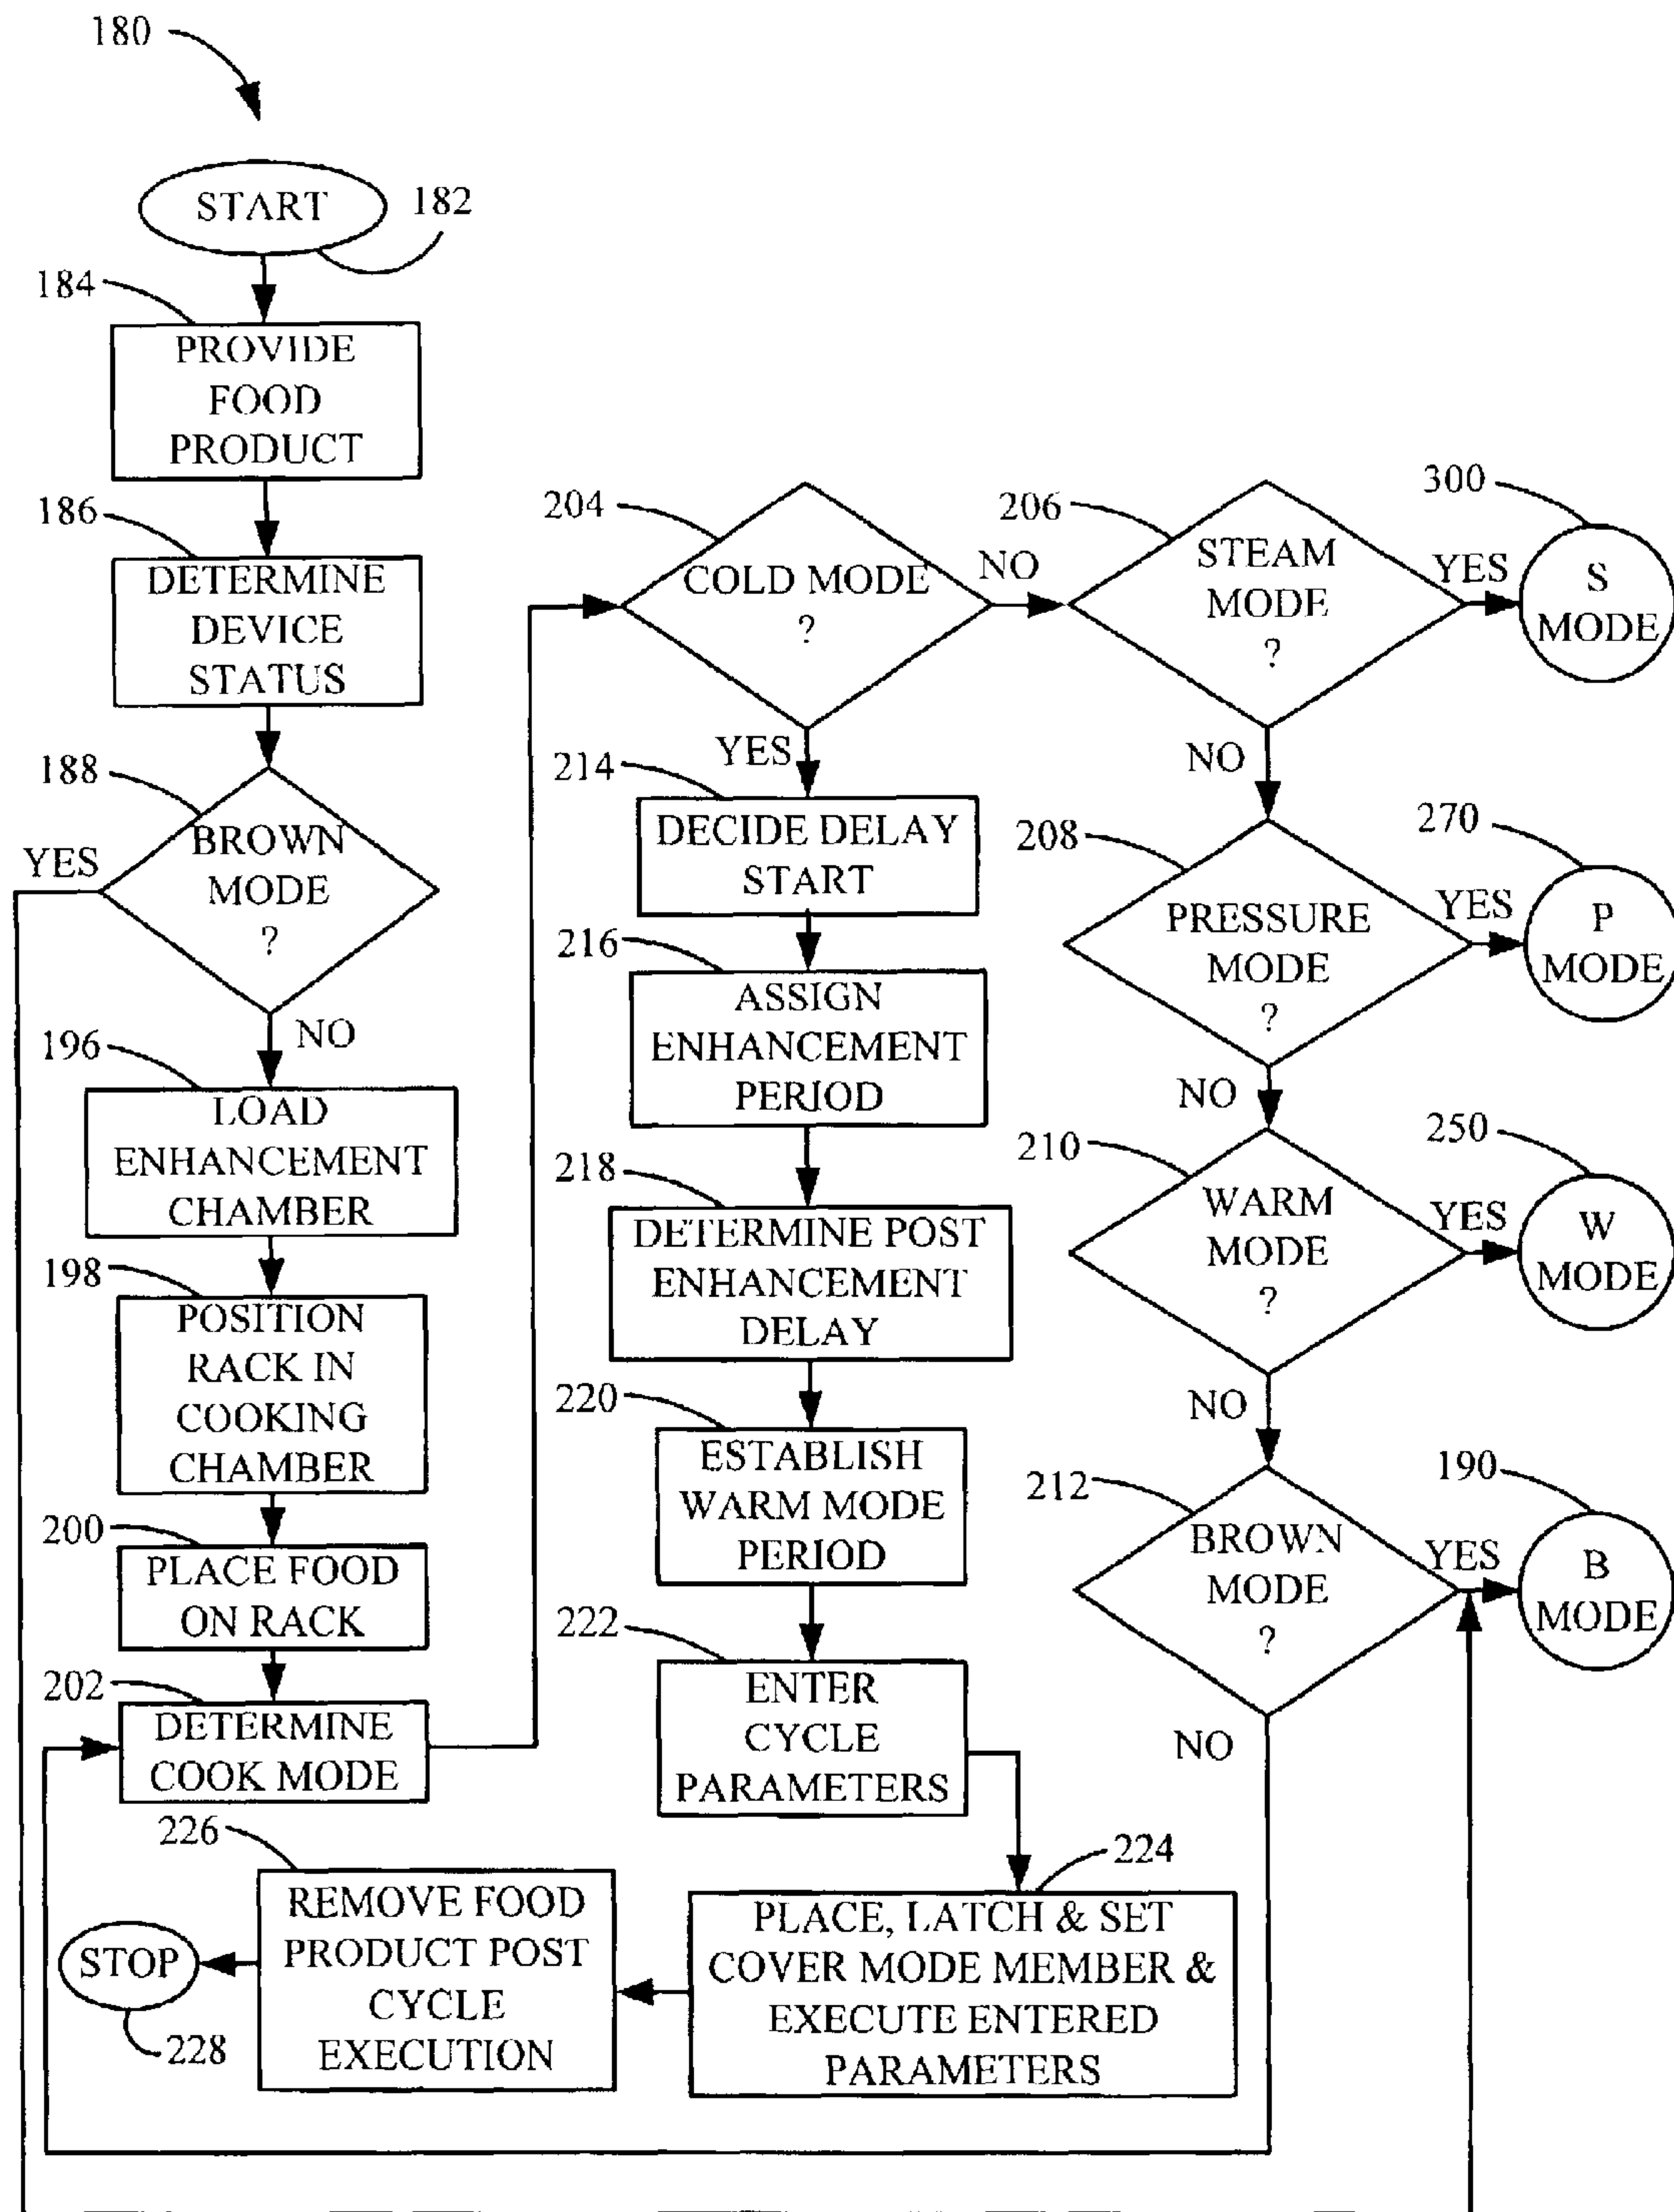 180
START
182
184
PROVIDE
FOOD
PRODUCT
186
DETERMINE
DEVICE
STATUS
188
BROWN
MODE
?
YES
NO
196
LOAD
ENHANCEMENT
CHAMBER
198
POSITION
RACK IN
COOKING
CHAMBER
200
PLACE FOOD
ON RACK
202
DETERMINE
COOK MODE
204
COLD MODE
?
NO
YES
206
STEAM
MODE
?
YES
NO
300
S
MODE
208
PRESSURE
MODE
?
YES
NO
270
P
MODE
210
WARM
MODE
?
YES
NO
250
W
MODE
212
BROWN
MODE
?
YES
NO
190
B
MODE
214
DECIDE DELAY
START
216
ASSIGN
ENHANCEMENT
PERIOD
218
DETERMINE POST
ENHANCEMENT
DELAY
220
ESTABLISH
WARM MODE
PERIOD
222
ENTER
CYCLE
PARAMETERS
224
PLACE, LATCH & SET
COVER MODE MEMBER &
EXECUTE ENTERED
PARAMETERS
226
REMOVE FOOD
PRODUCT POST
CYCLE
EXECUTION
STOP
228